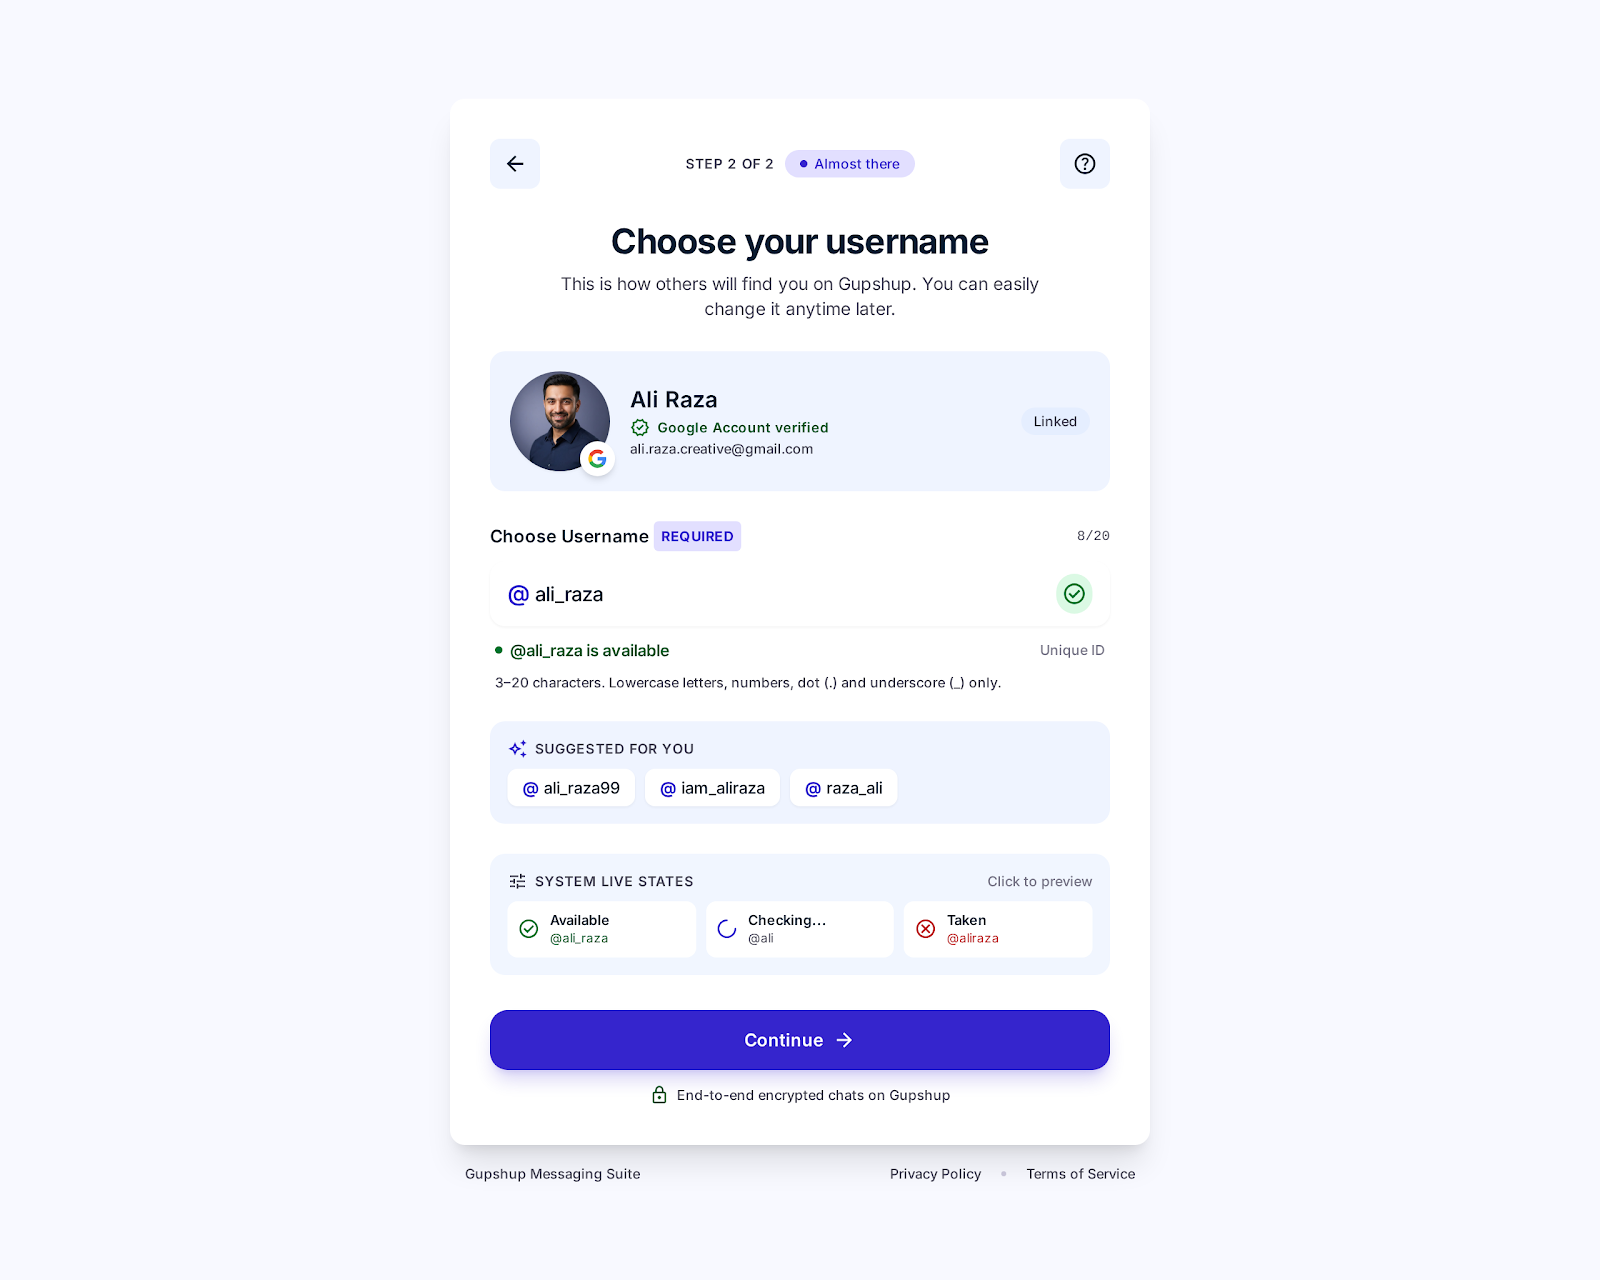 STEP 2 OF 2
Almost there
Choose your username
This is how others will find you on Gupshup. You can easily
change it anytime later.
Ali Raza
Google Account verified
ali.raza.creative@gmail.com
Linked
Choose Username REQUIRED
8/20
@ ali_raza
@ali_raza is available
Unique ID
3–20 characters. Lowercase letters, numbers, dot (.) and underscore (_) only.
SUGGESTED FOR YOU
@ ali_raza99
@ iam_aliraza
@ raza_ali
SYSTEM LIVE STATES
Click to preview
Available
@ali_raza
Checking...
@ali
Taken
@aliraza
Continue
End-to-end encrypted chats on Gupshup
Gupshup Messaging Suite
Privacy Policy • Terms of Service